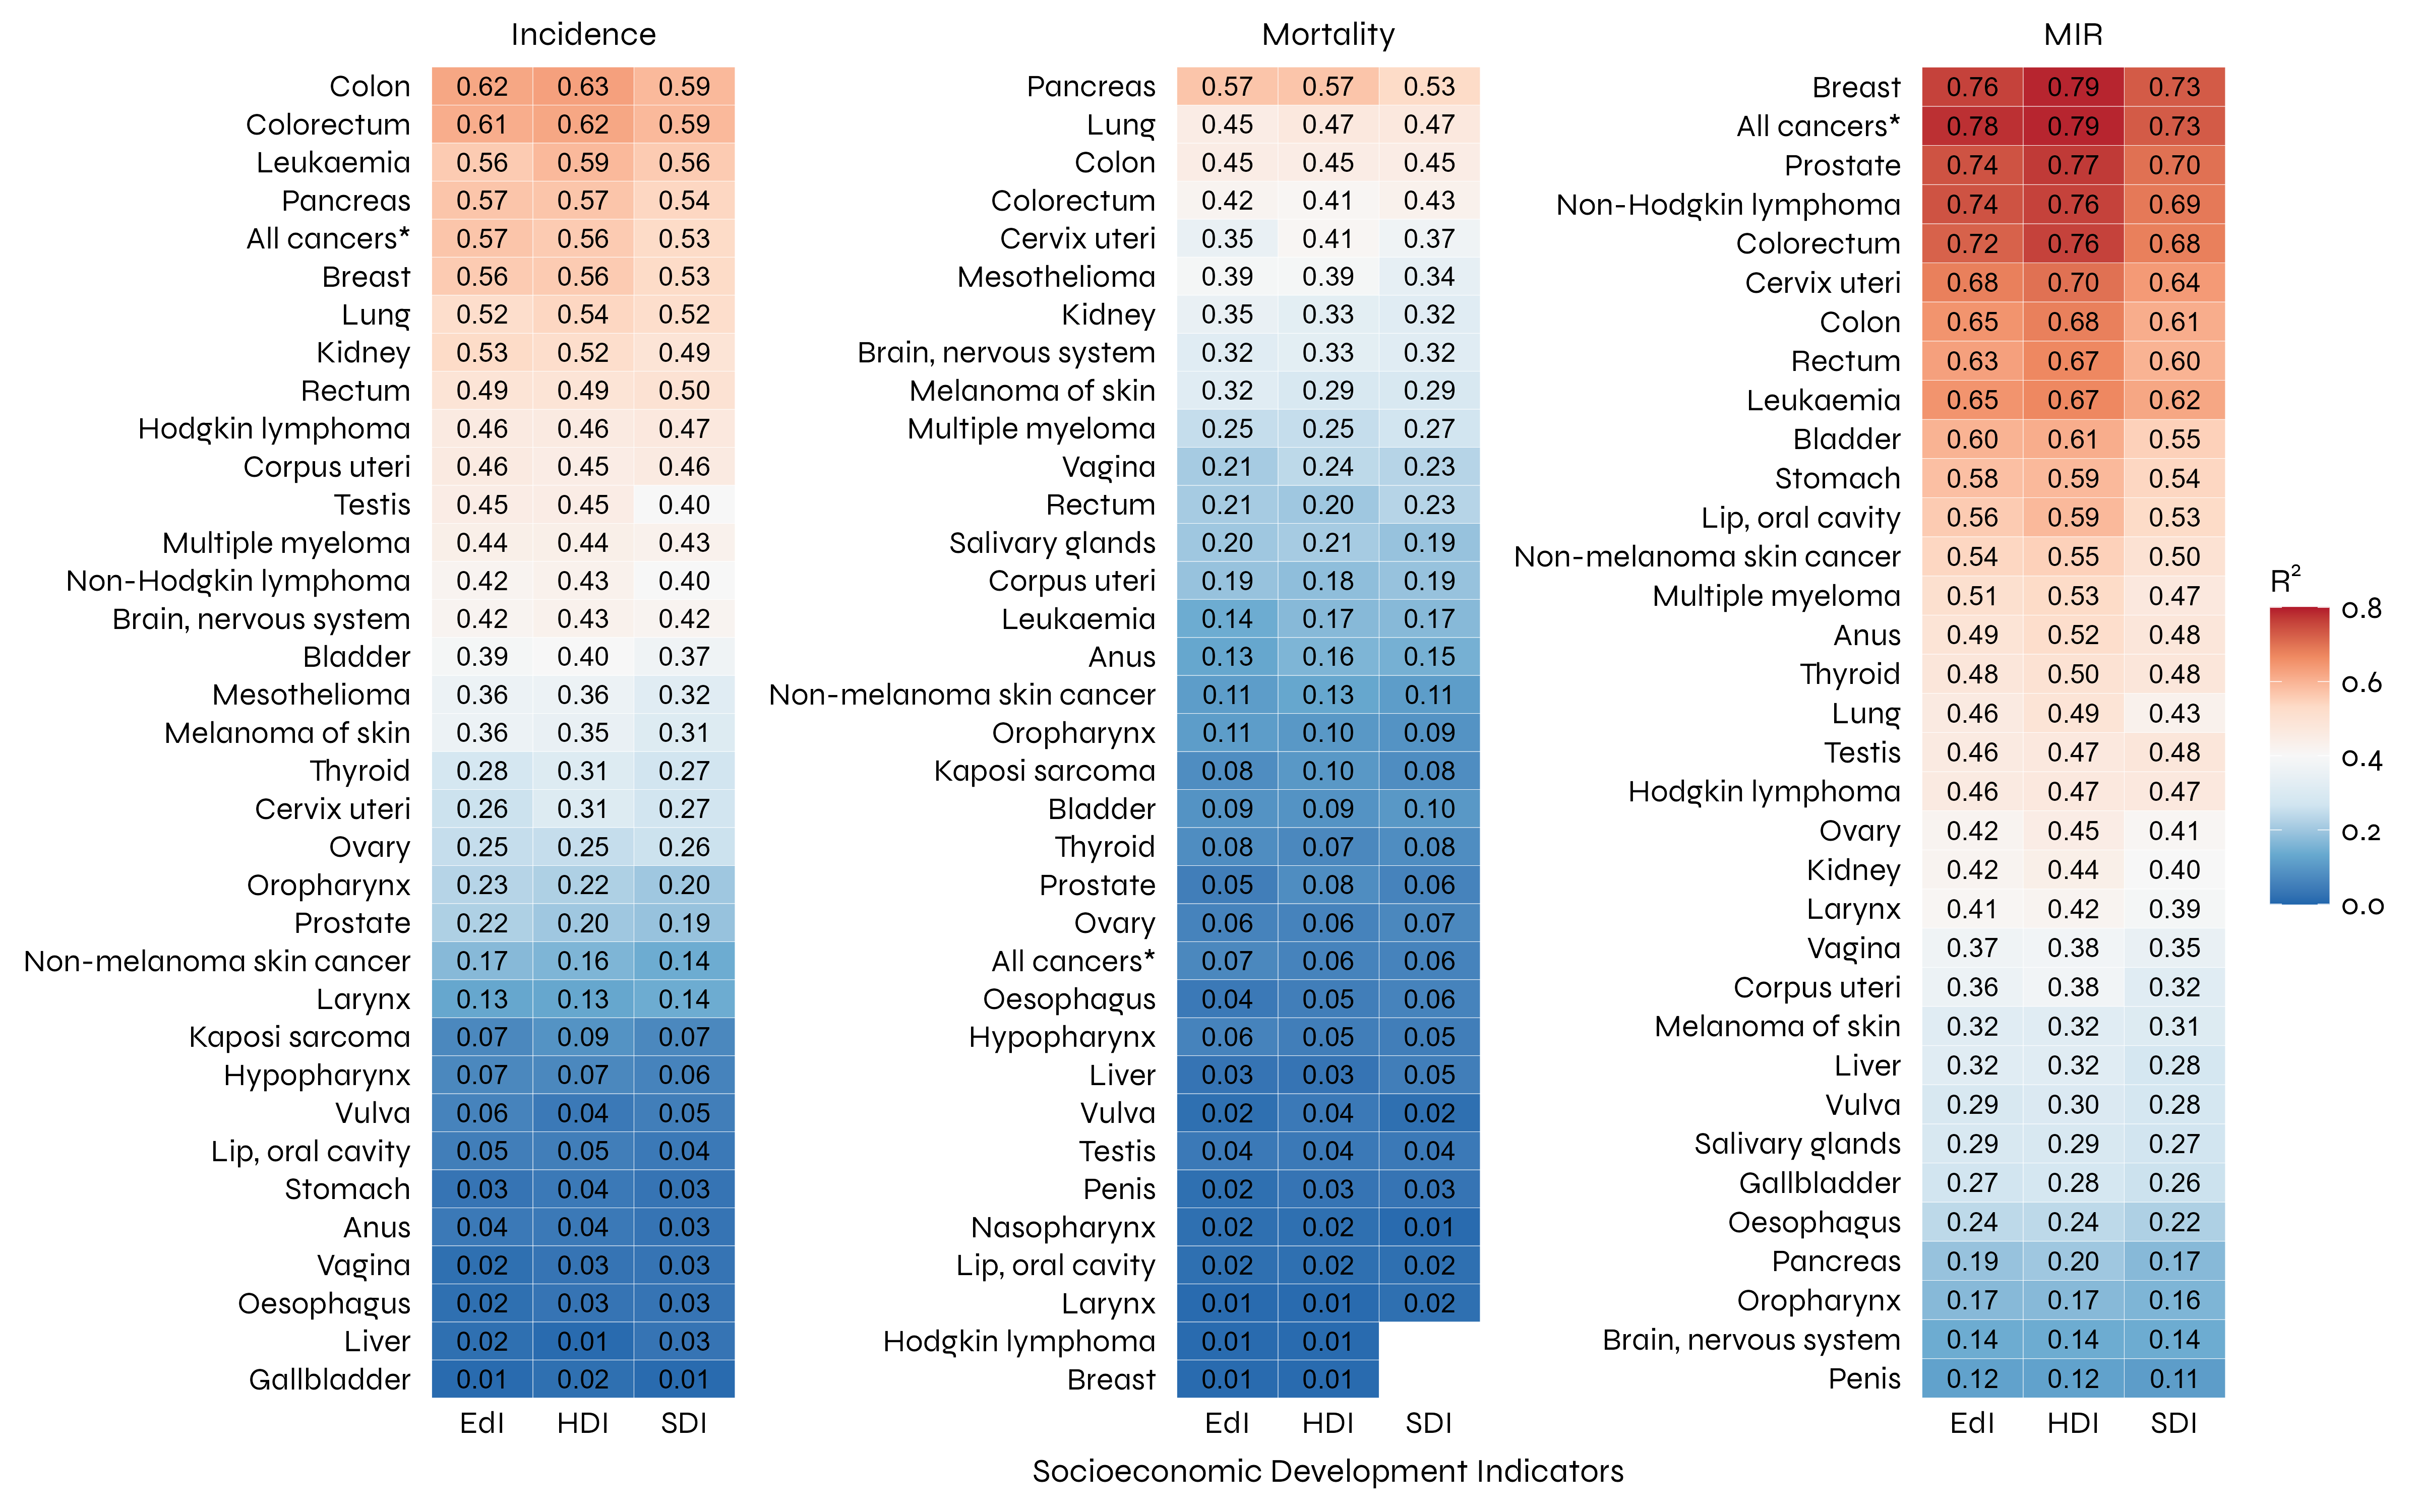 Incidence
Colon 0.62 0.63 0.59
Colorectum 0.61 0.62 0.59
Leukaemia 0.56 0.59 0.56
Pancreas 0.57 0.57 0.54
All cancers* 0.57 0.56 0.53
Breast 0.56 0.56 0.53
Lung 0.52 0.54 0.52
Kidney 0.53 0.52 0.49
Rectum 0.49 0.49 0.50
Hodgkin lymphoma 0.46 0.46 0.47
Corpus uteri 0.46 0.45 0.46
Testis 0.45 0.45 0.40
Multiple myeloma 0.44 0.44 0.43
Non-Hodgkin lymphoma 0.42 0.43 0.40
Brain, nervous system 0.42 0.43 0.42
Bladder 0.39 0.40 0.37
Mesothelioma 0.36 0.36 0.32
Melanoma of skin 0.36 0.35 0.31
Thyroid 0.28 0.31 0.27
Cervix uteri 0.26 0.31 0.27
Ovary 0.25 0.25 0.26
Oropharynx 0.23 0.22 0.20
Prostate 0.22 0.20 0.19
Non-melanoma skin cancer 0.17 0.16 0.14
Larynx 0.13 0.13 0.14
Kaposi sarcoma 0.07 0.09 0.07
Hypopharynx 0.07 0.07 0.06
Vulva 0.06 0.04 0.05
Lip, oral cavity 0.05 0.05 0.04
Stomach 0.03 0.04 0.03
Anus 0.04 0.04 0.03
Vagina 0.02 0.03 0.03
Oesophagus 0.02 0.03 0.03
Liver 0.02 0.01 0.03
Gallbladder 0.01 0.02 0.01
EdI HDI SDI
Mortality
Pancreas 0.57 0.57 0.53
Lung 0.45 0.47 0.47
Colon 0.45 0.45 0.45
Colorectum 0.42 0.41 0.43
Cervix uteri 0.35 0.41 0.37
Mesothelioma 0.39 0.39 0.34
Kidney 0.35 0.33 0.32
Brain, nervous system 0.32 0.33 0.32
Melanoma of skin 0.32 0.29 0.29
Multiple myeloma 0.25 0.25 0.27
Vagina 0.21 0.24 0.23
Rectum 0.21 0.20 0.23
Salivary glands 0.20 0.21 0.19
Corpus uteri 0.19 0.18 0.19
Leukaemia 0.14 0.17 0.17
Anus 0.13 0.16 0.15
Non-melanoma skin cancer 0.11 0.13 0.11
Oropharynx 0.11 0.10 0.09
Kaposi sarcoma 0.08 0.10 0.08
Bladder 0.09 0.09 0.10
Thyroid 0.08 0.07 0.08
Prostate 0.05 0.08 0.06
Ovary 0.06 0.06 0.07
All cancers* 0.07 0.06 0.06
Oesophagus 0.04 0.05 0.06
Hypopharynx 0.06 0.05 0.05
Liver 0.03 0.03 0.05
Vulva 0.02 0.04 0.02
Testis 0.04 0.04 0.04
Penis 0.02 0.03 0.03
Nasopharynx 0.02 0.02 0.01
Lip, oral cavity 0.02 0.02 0.02
Larynx 0.01 0.01 0.02
Hodgkin lymphoma 0.01 0.01
Breast 0.01 0.01
EdI HDI SDI
MIR
Breast 0.76 0.79 0.73
All cancers* 0.78 0.79 0.73
Prostate 0.74 0.77 0.70
Non-Hodgkin lymphoma 0.74 0.76 0.69
Colorectum 0.72 0.76 0.68
Cervix uteri 0.68 0.70 0.64
Colon 0.65 0.68 0.61
Rectum 0.63 0.67 0.60
Leukaemia 0.65 0.67 0.62
Bladder 0.60 0.61 0.55
Stomach 0.58 0.59 0.54
Lip, oral cavity 0.56 0.59 0.53
Non-melanoma skin cancer 0.54 0.55 0.50
Multiple myeloma 0.51 0.53 0.47
Anus 0.49 0.52 0.48
Thyroid 0.48 0.50 0.48
Lung 0.46 0.49 0.43
Testis 0.46 0.47 0.48
Hodgkin lymphoma 0.46 0.47 0.47
Ovary 0.42 0.45 0.41
Kidney 0.42 0.44 0.40
Larynx 0.41 0.42 0.39
Vagina 0.37 0.38 0.35
Corpus uteri 0.36 0.38 0.32
Melanoma of skin 0.32 0.32 0.31
Liver 0.32 0.32 0.28
Vulva 0.29 0.30 0.28
Salivary glands 0.29 0.29 0.27
Gallbladder 0.27 0.28 0.26
Oesophagus 0.24 0.24 0.22
Pancreas 0.19 0.20 0.17
Oropharynx 0.17 0.17 0.16
Brain, nervous system 0.14 0.14 0.14
Penis 0.12 0.12 0.11
EdI HDI SDI
R²
0.8
0.6
0.4
0.2
0.0
Socioeconomic Development Indicators